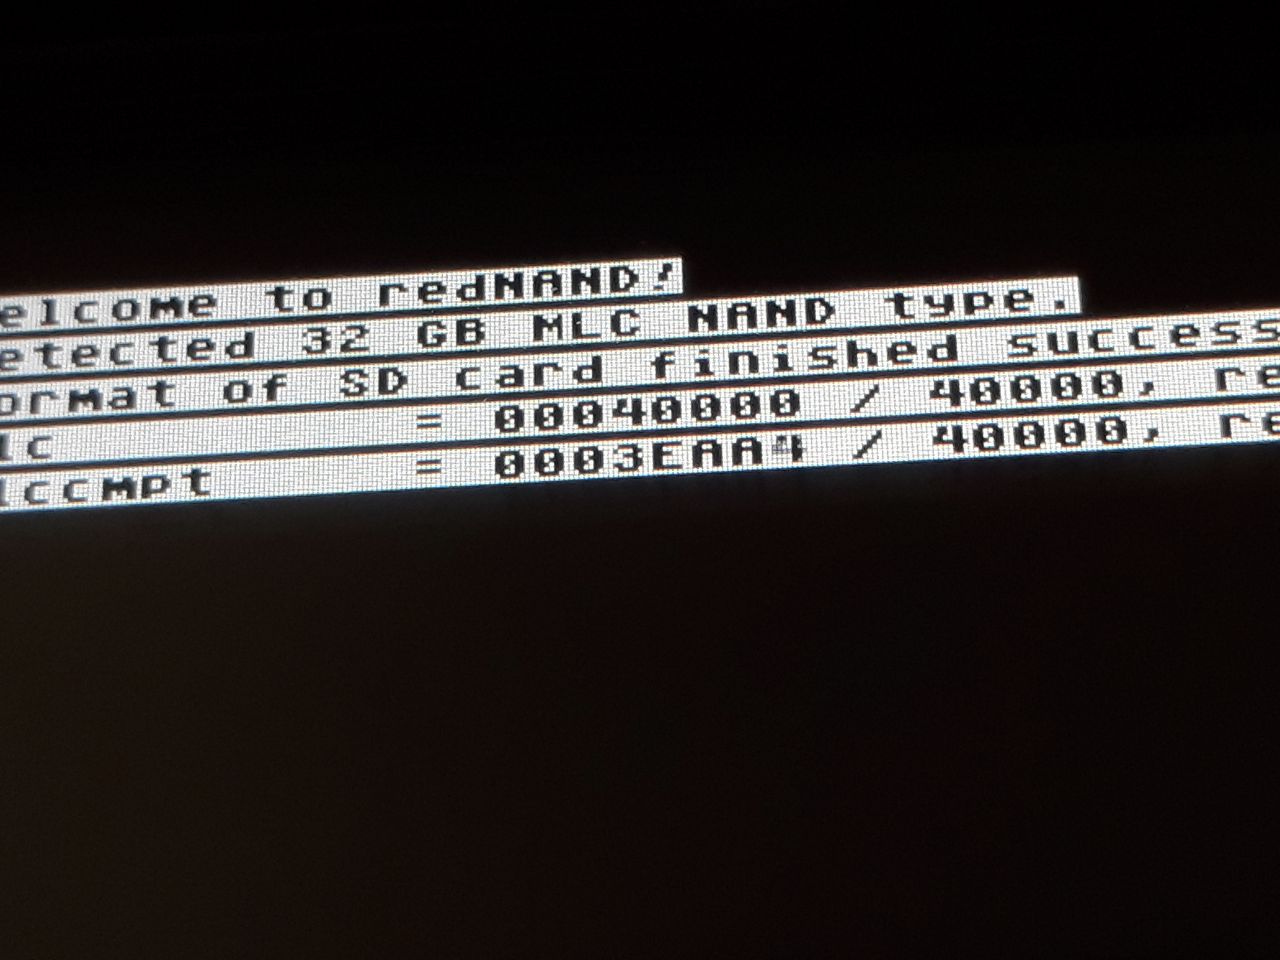 elcome to redNAND!
etected 32 GB MLC NAND type.
ormat of SD card finished success
lc = 00040000 / 40000, re
lccmpt = 0003EAA4 / 40000, re